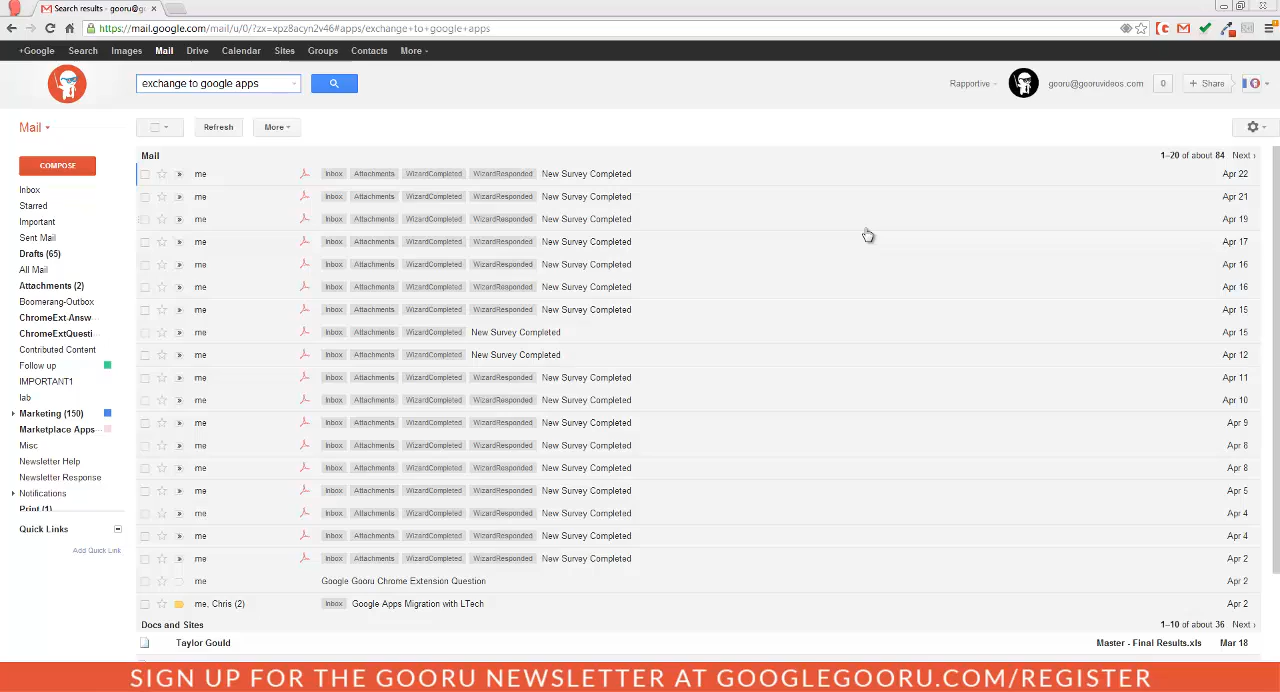 Search results - gooru@g
https://mail.google.com/mail/u/0/?zx=xpz8acyn2v46#apps/exchange+to+google+apps
+Google Search Images Mail Drive Calendar Sites Groups Contacts More
exchange to google apps
Rapportive
gooru@gooruvideos.com
0
+ Share
Mail
Refresh
More
COMPOSE
Inbox
Starred
Important
Sent Mail
Drafts (65)
All Mail
Attachments (2)
Boomerang-Outbox
ChromeExt-Answ...
ChromeExtQuesti...
Contributed Content
Follow up
IMPORTANT1
lab
Marketing (150)
Marketplace Apps...
Misc
Newsletter Help
Newsletter Response
Notifications
Print (1)
Quick Links
Add Quick Link
Mail 1–20 of about 84 Next ›
me Inbox Attachments WizardCompleted WizardResponded New Survey Completed Apr 22
me Inbox Attachments WizardCompleted WizardResponded New Survey Completed Apr 21
me Inbox Attachments WizardCompleted WizardResponded New Survey Completed Apr 19
me Inbox Attachments WizardCompleted WizardResponded New Survey Completed Apr 17
me Inbox Attachments WizardCompleted WizardResponded New Survey Completed Apr 16
me Inbox Attachments WizardCompleted WizardResponded New Survey Completed Apr 16
me Inbox Attachments WizardCompleted WizardResponded New Survey Completed Apr 15
me Inbox Attachments WizardCompleted New Survey Completed Apr 15
me Inbox Attachments WizardCompleted New Survey Completed Apr 12
me Inbox Attachments WizardCompleted WizardResponded New Survey Completed Apr 11
me Inbox Attachments WizardCompleted WizardResponded New Survey Completed Apr 10
me Inbox Attachments WizardCompleted WizardResponded New Survey Completed Apr 9
me Inbox Attachments WizardCompleted WizardResponded New Survey Completed Apr 8
me Inbox Attachments WizardCompleted WizardResponded New Survey Completed Apr 8
me Inbox Attachments WizardCompleted WizardResponded New Survey Completed Apr 5
me Inbox Attachments WizardCompleted WizardResponded New Survey Completed Apr 4
me Inbox Attachments WizardCompleted WizardResponded New Survey Completed Apr 4
me Inbox Attachments WizardCompleted WizardResponded New Survey Completed Apr 2
me Google Gooru Chrome Extension Question Apr 2
me, Chris (2) Inbox Google Apps Migration with LTech Apr 2
Docs and Sites 1–10 of about 36 Next ›
Taylor Gould Master - Final Results.xls Mar 18
SIGN UP FOR THE GOORU NEWSLETTER AT GOOGLEGOORU.COM/REGISTER